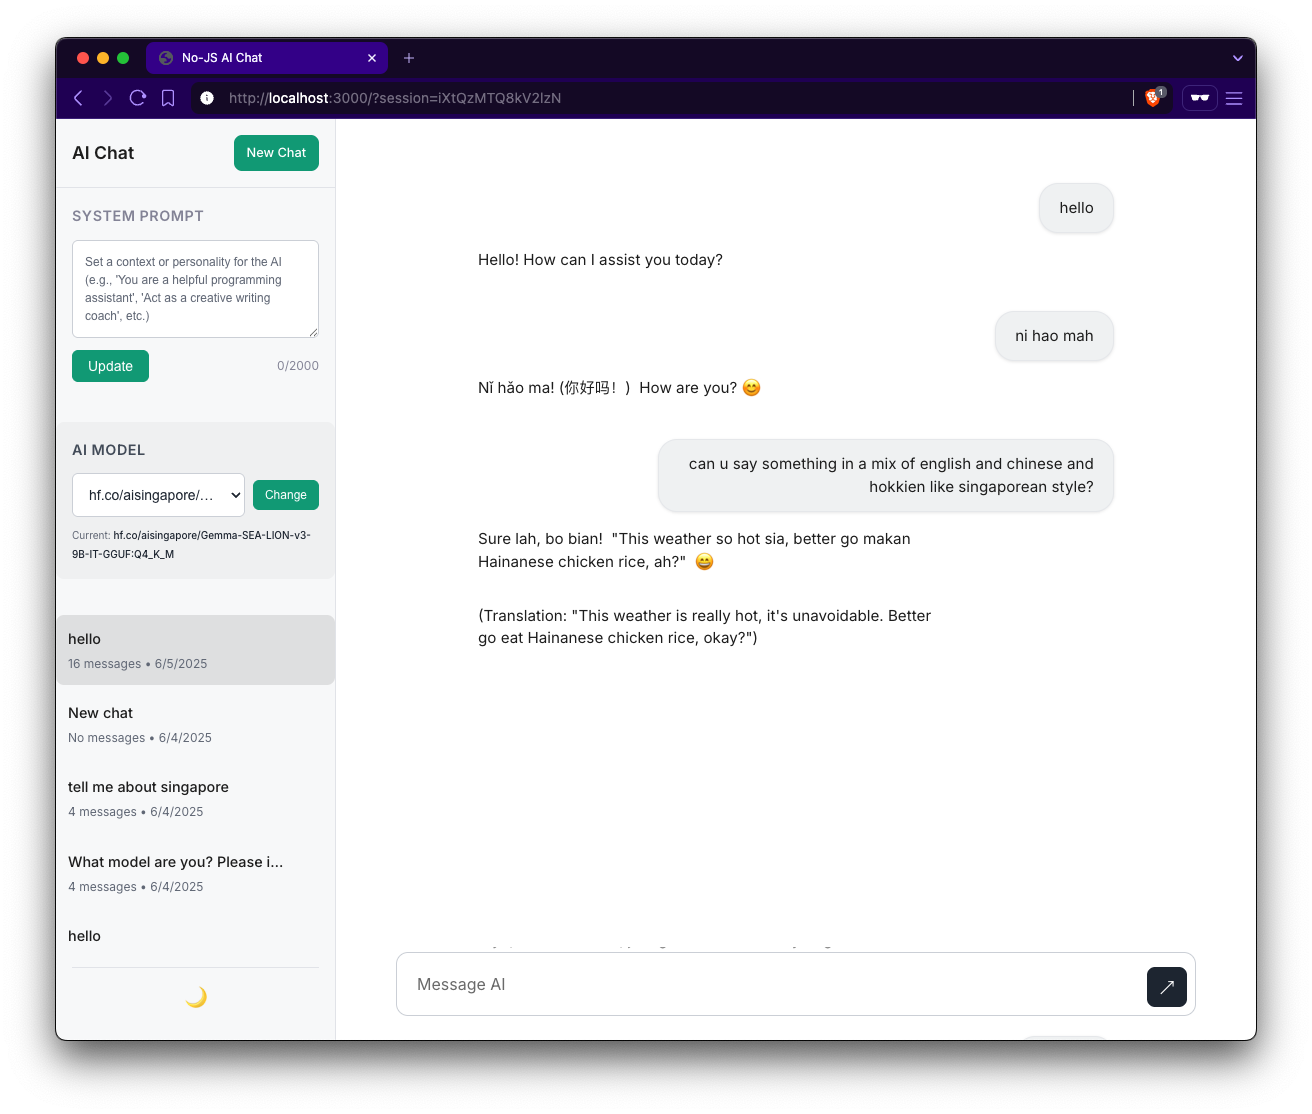 No-JS AI Chat
http://localhost:3000/?session=iXtQzMTQ8kV2lzN
1
AI Chat
New Chat
SYSTEM PROMPT
Set a context or personality for the AI
(e.g., 'You are a helpful programming
assistant', 'Act as a creative writing
coach', etc.)
Update
0/2000
AI MODEL
hf.co/aisingapore/...
Change
Current: hf.co/aisingapore/Gemma-SEA-LION-v3-
9B-IT-GGUF:Q4_K_M
hello
16 messages • 6/5/2025
New chat
No messages • 6/4/2025
tell me about singapore
4 messages • 6/4/2025
What model are you? Please i...
4 messages • 6/4/2025
hello
hello
Hello! How can I assist you today?
ni hao mah
Nǐ hǎo ma! (你好吗！) How are you? 😊
can u say something in a mix of english and chinese and
hokkien like singaporean style?
Sure lah, bo bian! "This weather so hot sia, better go makan
Hainanese chicken rice, ah?" 😄
(Translation: "This weather is really hot, it's unavoidable. Better
go eat Hainanese chicken rice, okay?")
Message AI